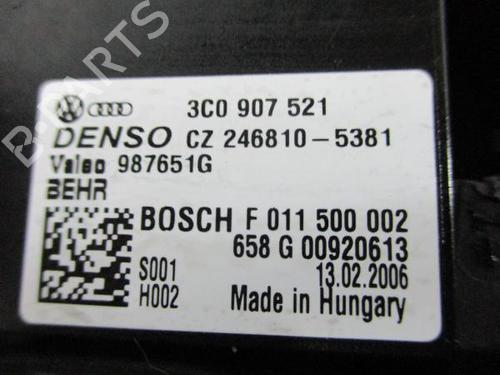 B-PARTS
3C0 907 521
DENSO CZ 246810-5381
Valeo 987651G
BEHR
BOSCH F 011 500 002
658 G 00920613
S001 13.02.2006
H002 Made in Hungary